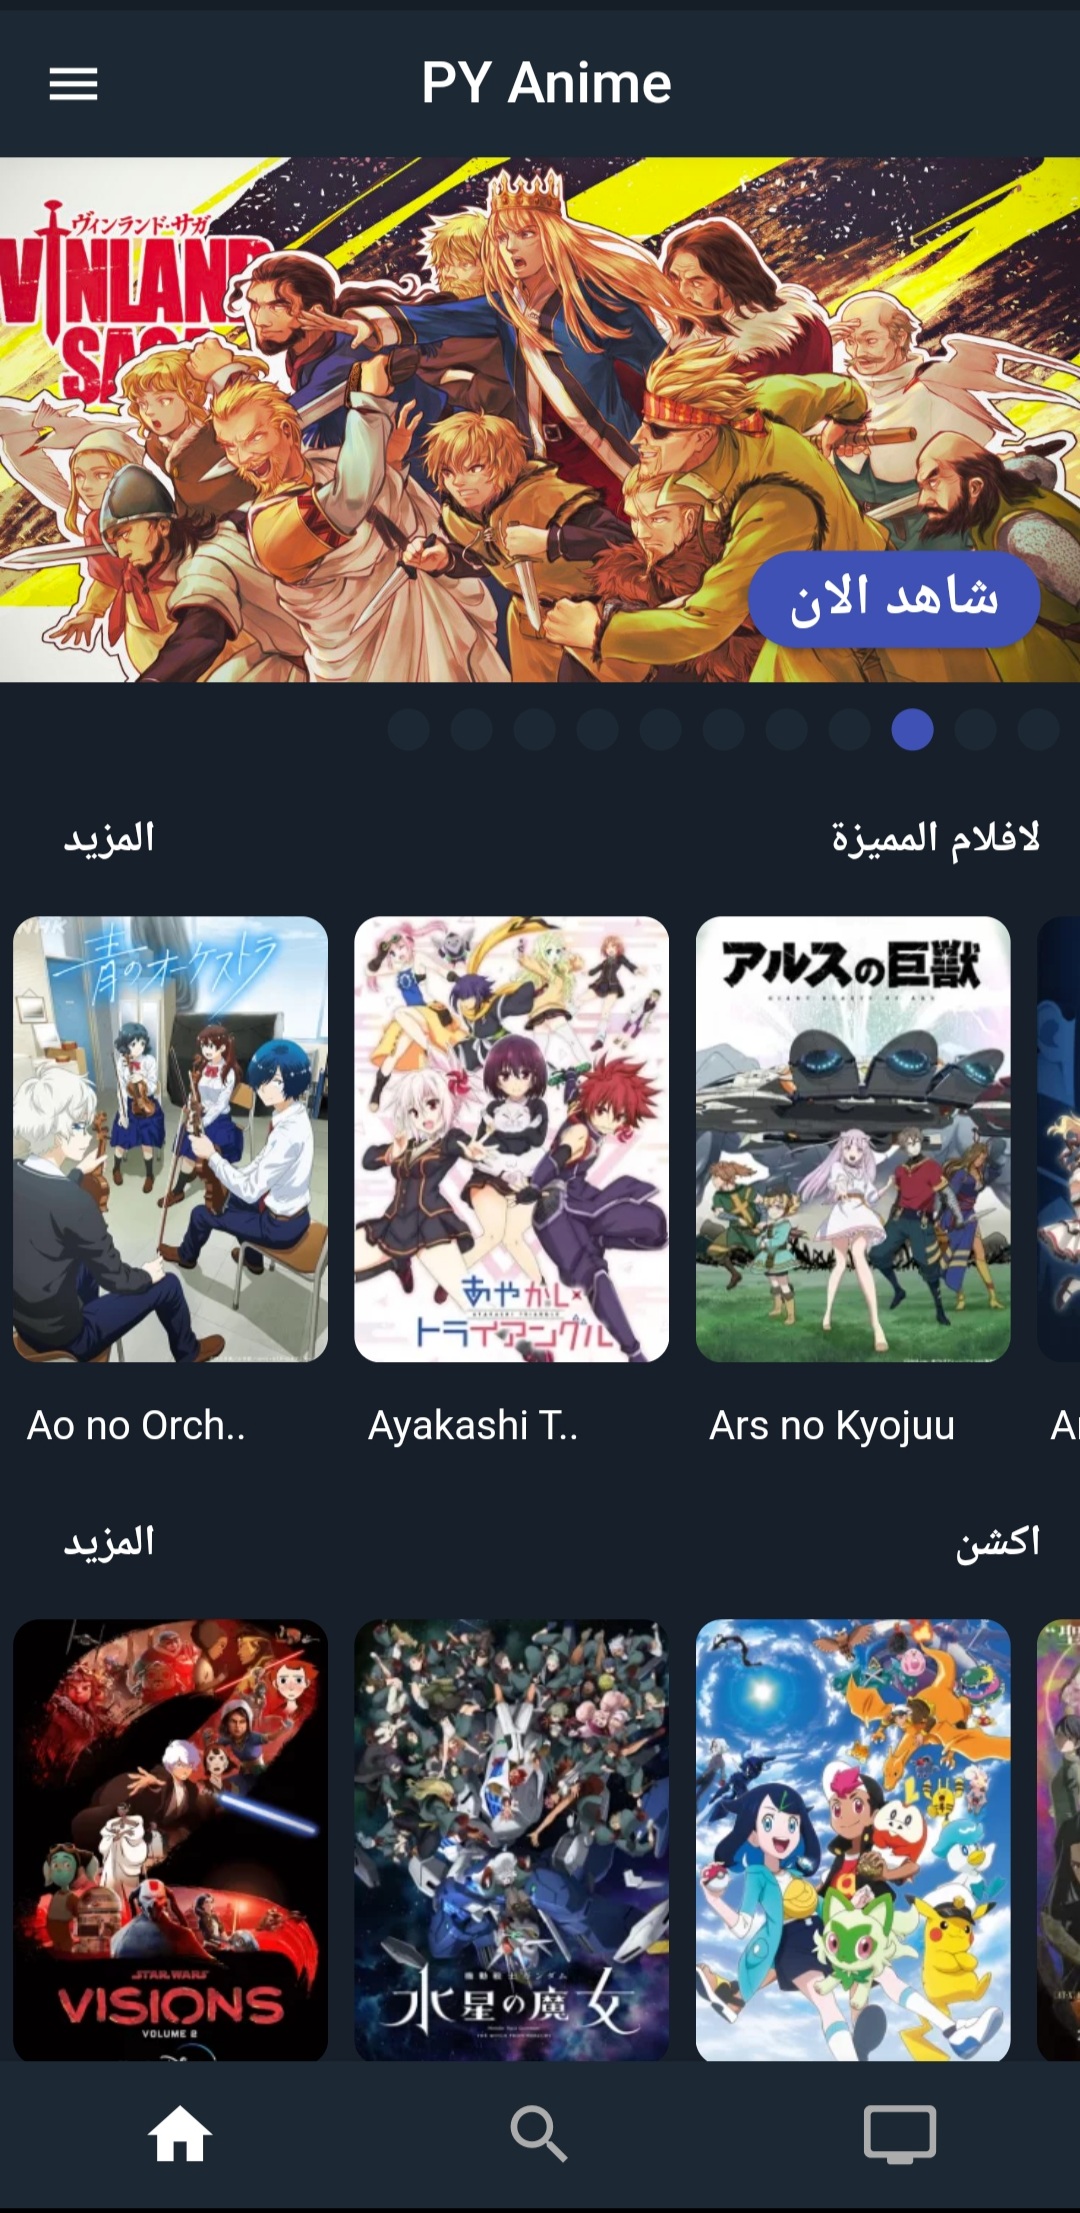 PY Anime
ヴィンランド・サガ
VINLAND
شاهد الان
لافلام المميزة
المزيد
NHK
青のオーケストラ
あやかし
トライアングル
アルスの巨獣
Ao no Orch..
Ayakashi T..
Ars no Kyojuu
اكشن
المزيد
STAR WARS
VISIONS
VOLUME 2
水星の魔女